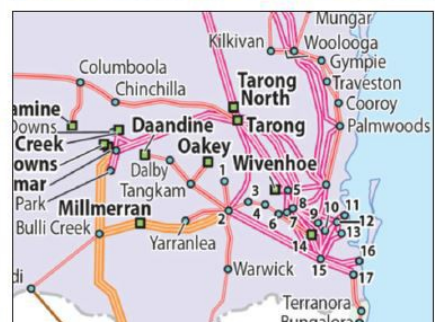 Mungar
Kilkivan
Woolooga
Gympie
Columboola
Traveston
Chinchilla
Tarong
North
Cooroy
amine
Tarong
Palmwoods
Downs
Daandine
Creek
Oakey
Wivenhoe
owns
Dalby
1
mar
Tangkam
3
5
Park
8
10
11
Millmerran
2
4
6
7
9
12
Bulli Creek
13
14
Yarranlea
15
16
di
Warwick
17
Terranora
Bungalora